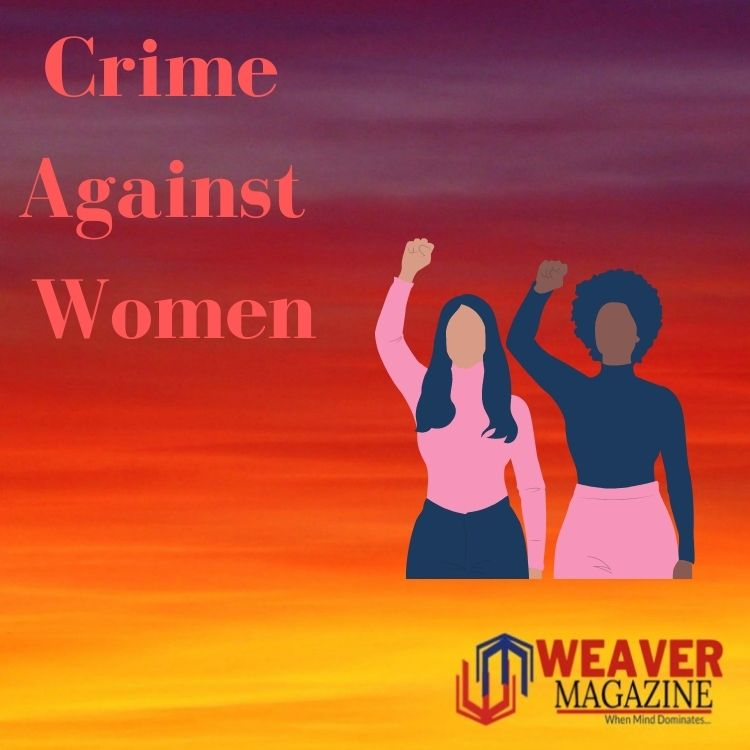 Crime
Against
Women
WEAVER
MAGAZINE
When Mind Dominates...